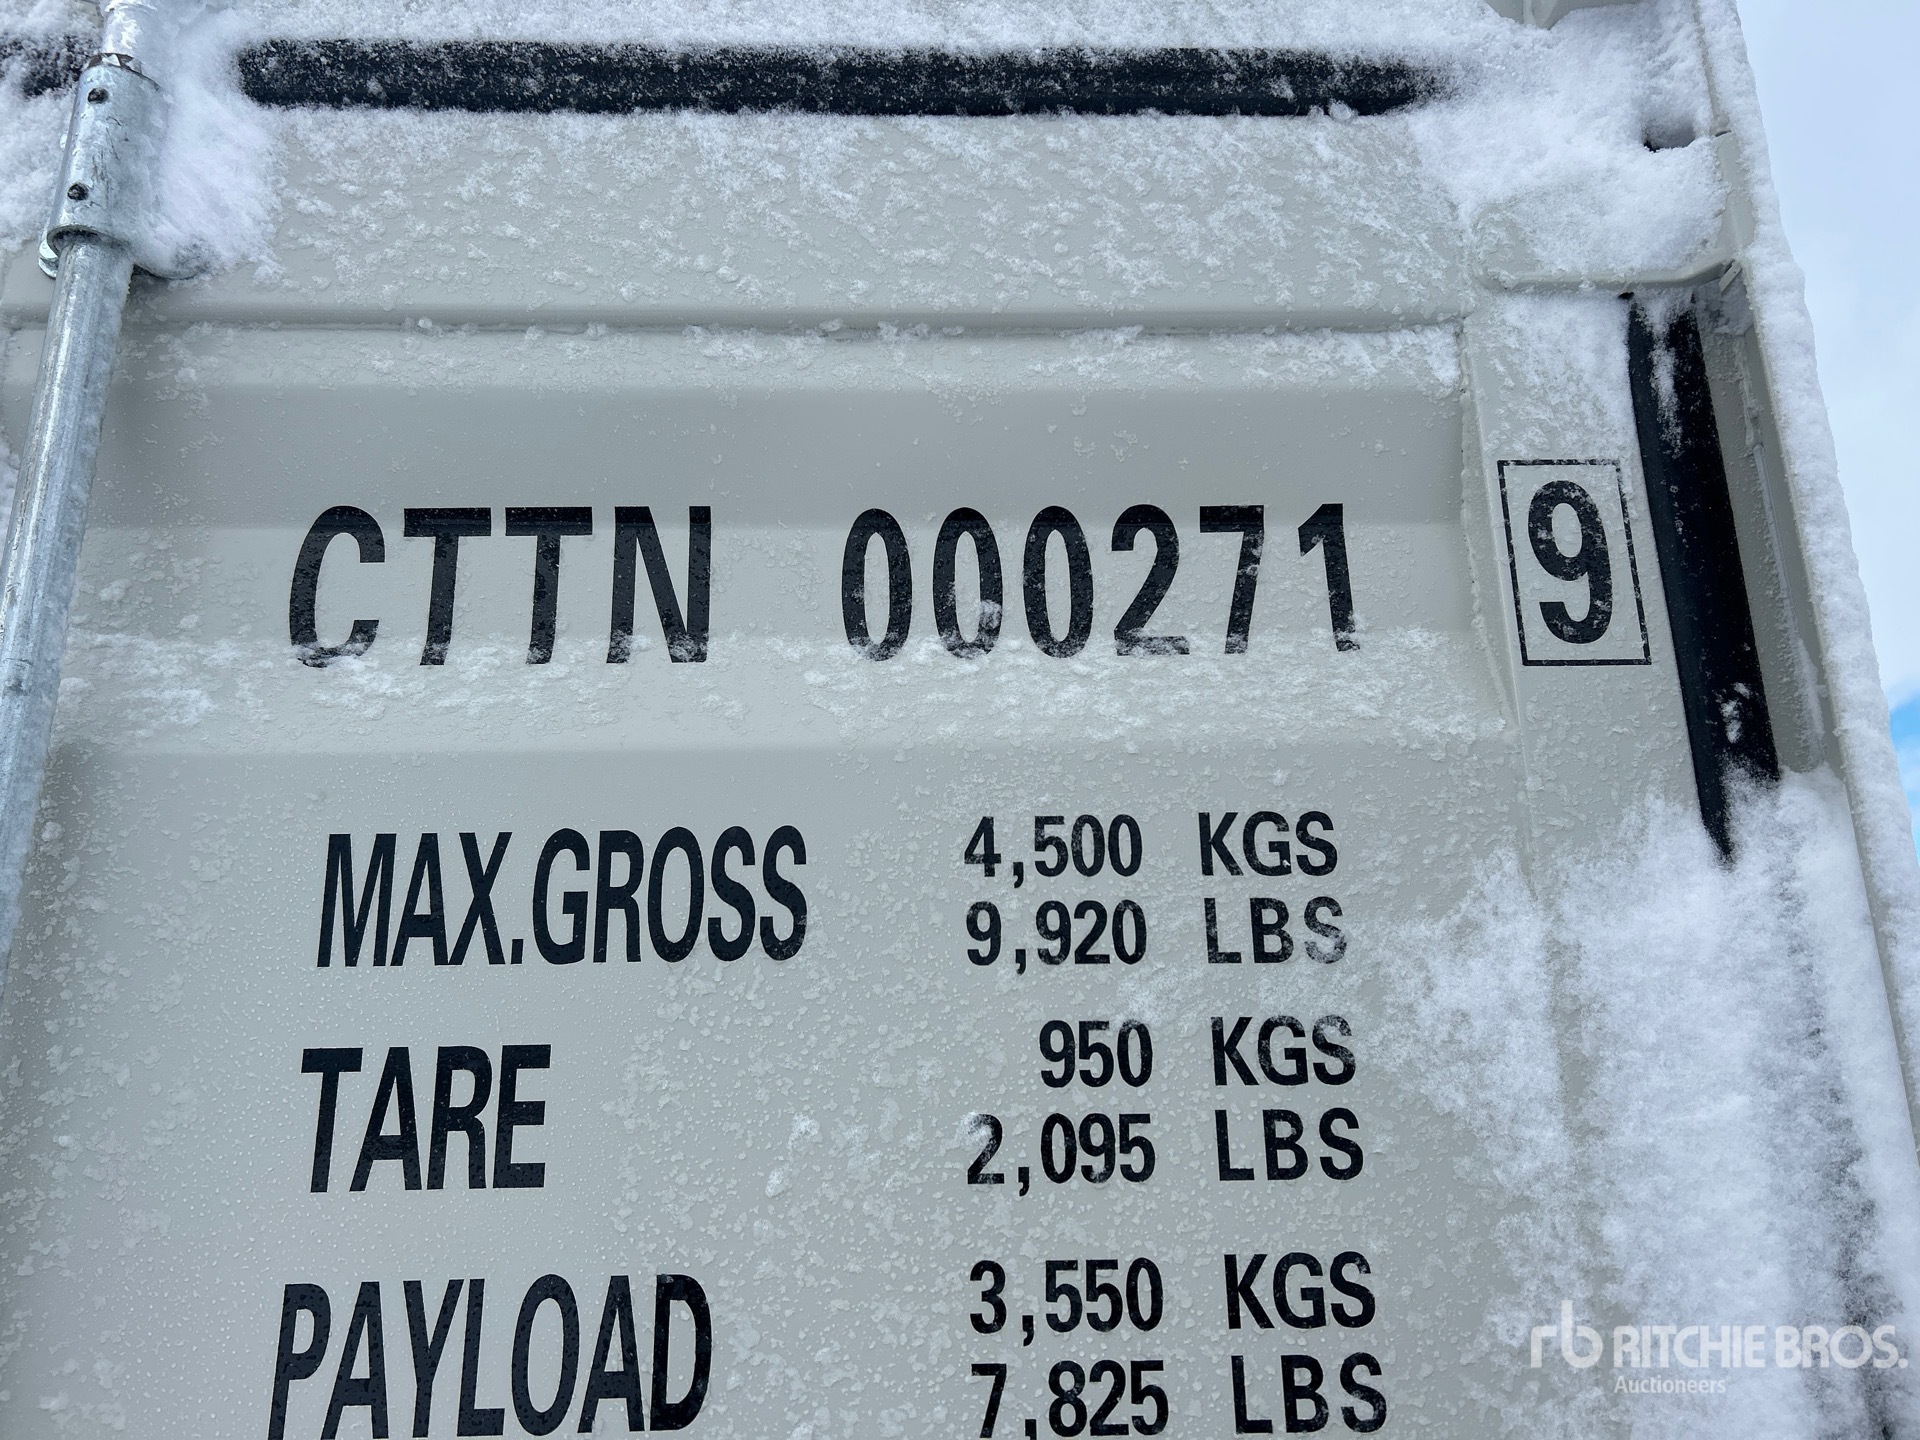 CTTN 000271 9
MAX.GROSS 4,500 KGS
9,920 LBS
TARE 950 KGS
2,095 LBS
PAYLOAD 3,550 KGS
7,825 LBS
rb RITCHIE BROS.
Auctioneers